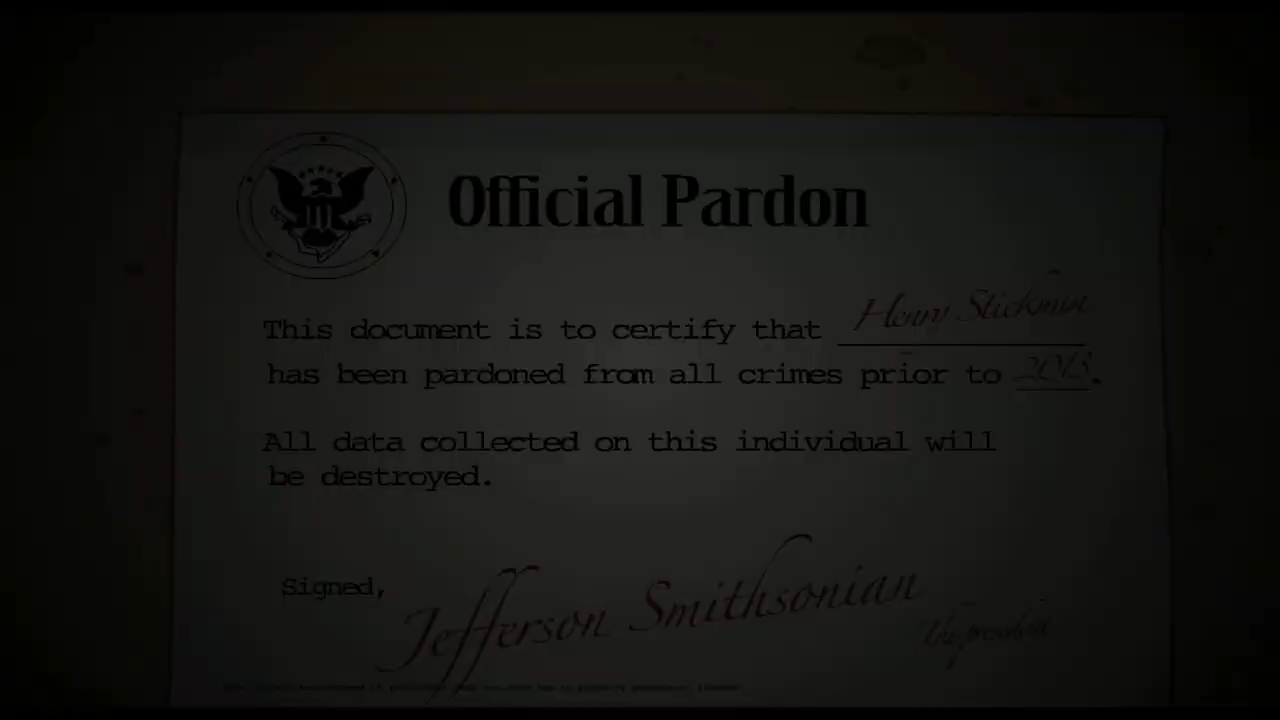 Official Pardon
This document is to certify that Henry Stickmin
has been pardoned from all crimes prior to 2013.
All data collected on this individual will
be destroyed.
Signed,
Jefferson Smithsonian
The president